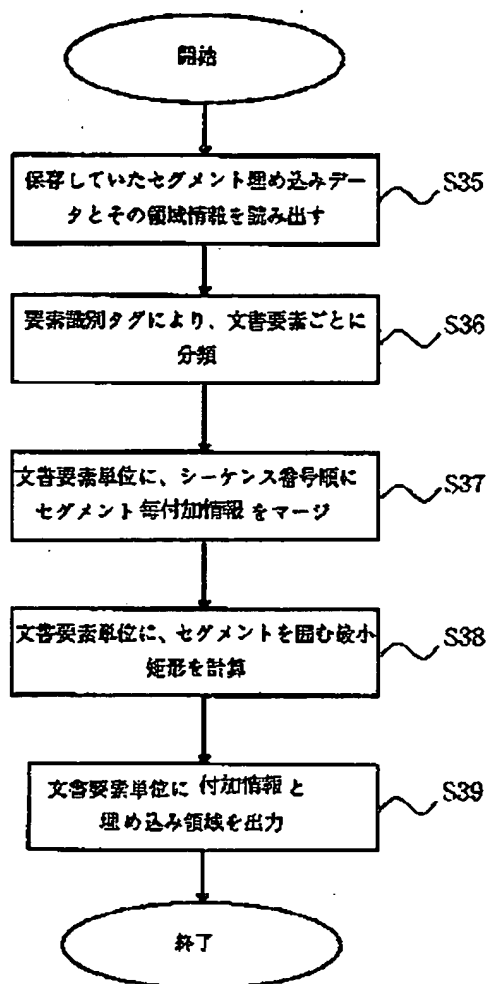 開始
保存していたセグメント埋め込みデー
タとその領域情報を読み出す
S35
要素識別タグにより、文書要素ごとに
分類
S36
文書要素単位に、シーケンス番号順に
セグメント毎付加情報をマージ
S37
文書要素単位に、セグメントを囲む最小
矩形を計算
S38
文書要素単位に付加情報と
埋め込み領域を出力
S39
終了